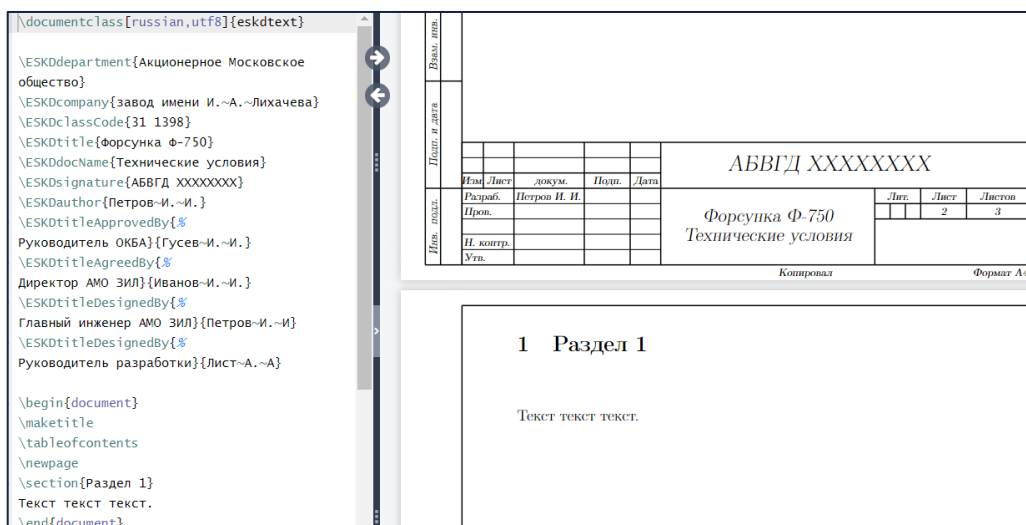 \documentclass[russian,utf8]{eskdtext}
\ESKDdepartment{Акционерное Московское
общество}
\ESKDcompany{завод имени И.~А.~Лихачева}
\ESKDclassCode{31 1398}
\ESKDtitle{Форсунка Ф-750}
\ESKDdocName{Технические условия}
\ESKDsignature{АБВГД XXXXXXXX}
\ESKDauthor{Петров~И.~И.}
\ESKDtitleApprovedBy{%
Руководитель ОКБА}{Гусев~И.~И.}
\ESKDtitleAgreedBy{%
Директор АМО ЗИЛ}{Иванов~И.~И.}
\ESKDtitleDesignedBy{%
Главный инженер АМО ЗИЛ}{Петров~И.~И}
\ESKDtitleDesignedBy{%
Руководитель разработки}{Лист~А.~А}
\begin{document}
\maketitle
\tableofcontents
\newpage
\section{Раздел 1}
Текст текст текст.
\end{document}
Взам. инв.
Подп. и дата
Инв. подл.
АБВГД XXXXXXXX
Изм Лист докум. Подп. Дата
Разраб. Петров И. И.
Пров.
Н. контр.
Утв.
Форсунка Ф-750
Технические условия
Лит. Лист Листов
2 3
Копировал Формат А4
1 Раздел 1
Текст текст текст.